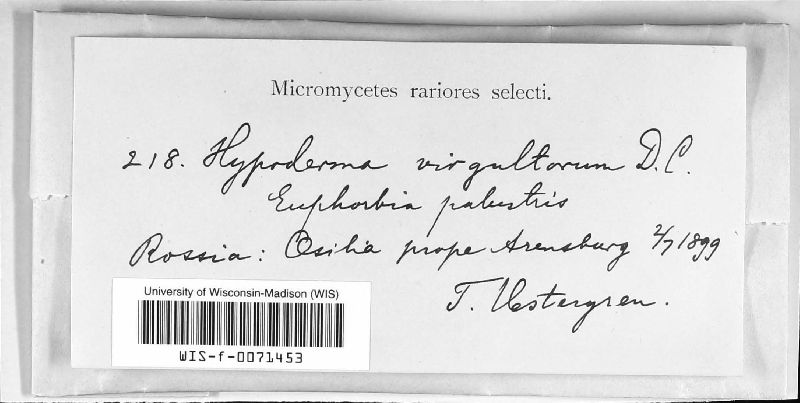 Micromycetes rariores selecti.
218. Hypoderma virgultorum D.C.
Euphorbia palustris
Rossia: Osilia prope Arensburg 2/7 1899
T. Vestergren.
University of Wisconsin-Madison (WIS)
WIS-f-0071453